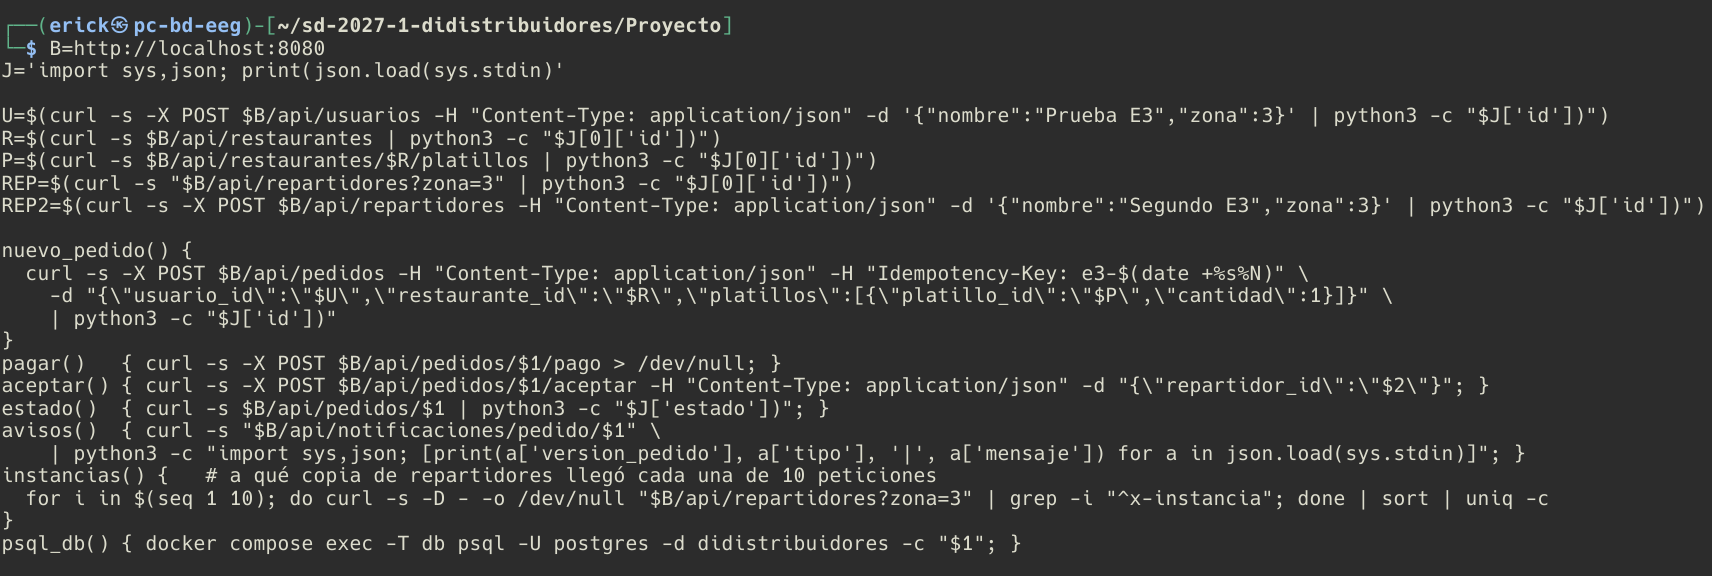 ┌──(erick㉿pc-bd-eeg)-[~/sd-2027-1-didistribuidores/Proyecto]
└─$ B=http://localhost:8080
J='import sys,json; print(json.load(sys.stdin)'

U=$(curl -s -X POST $B/api/usuarios -H "Content-Type: application/json" -d '{"nombre":"Prueba E3","zona":3}' | python3 -c "$J['id'])")
R=$(curl -s $B/api/restaurantes | python3 -c "$J[0]['id'])")
P=$(curl -s $B/api/restaurantes/$R/platillos | python3 -c "$J[0]['id'])")
REP=$(curl -s "$B/api/repartidores?zona=3" | python3 -c "$J[0]['id'])")
REP2=$(curl -s -X POST $B/api/repartidores -H "Content-Type: application/json" -d '{"nombre":"Segundo E3","zona":3}' | python3 -c "$J['id'])")

nuevo_pedido() {
  curl -s -X POST $B/api/pedidos -H "Content-Type: application/json" -H "Idempotency-Key: e3-$(date +%s%N)" \
    -d "{\"usuario_id\":\"$U\",\"restaurante_id\":\"$R\",\"platillos\":[{\"platillo_id\":\"$P\",\"cantidad\":1}]}" \
    | python3 -c "$J['id'])"
}
pagar()   { curl -s -X POST $B/api/pedidos/$1/pago > /dev/null; }
aceptar() { curl -s -X POST $B/api/pedidos/$1/aceptar -H "Content-Type: application/json" -d "{\"repartidor_id\":\"$2\"}"; }
estado()  { curl -s $B/api/pedidos/$1 | python3 -c "$J['estado'])"; }
avisos()  { curl -s "$B/api/notificaciones/pedido/$1" \
    | python3 -c "import sys,json; [print(a['version_pedido'], a['tipo'], '|', a['mensaje']) for a in json.load(sys.stdin)]"; }
instancias() {   # a qué copia de repartidores llegó cada una de 10 peticiones
  for i in $(seq 1 10); do curl -s -D - -o /dev/null "$B/api/repartidores?zona=3" | grep -i "^x-instancia"; done | sort | uniq -c
}
psql_db() { docker compose exec -T db psql -U postgres -d didistribuidores -c "$1"; }